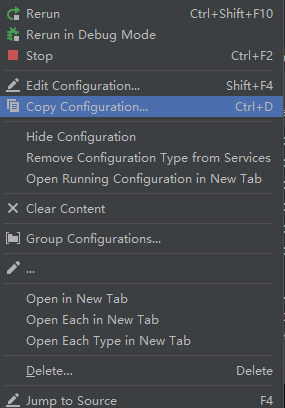 Rerun Ctrl+Shift+F10
Rerun in Debug Mode
Stop Ctrl+F2
Edit Configuration... Shift+F4
Copy Configuration... Ctrl+D
Hide Configuration
Remove Configuration Type from Services
Open Running Configuration in New Tab
Clear Content
Group Configurations...
...
Open in New Tab
Open Each in New Tab
Open Each Type in New Tab
Delete... Delete
Jump to Source F4